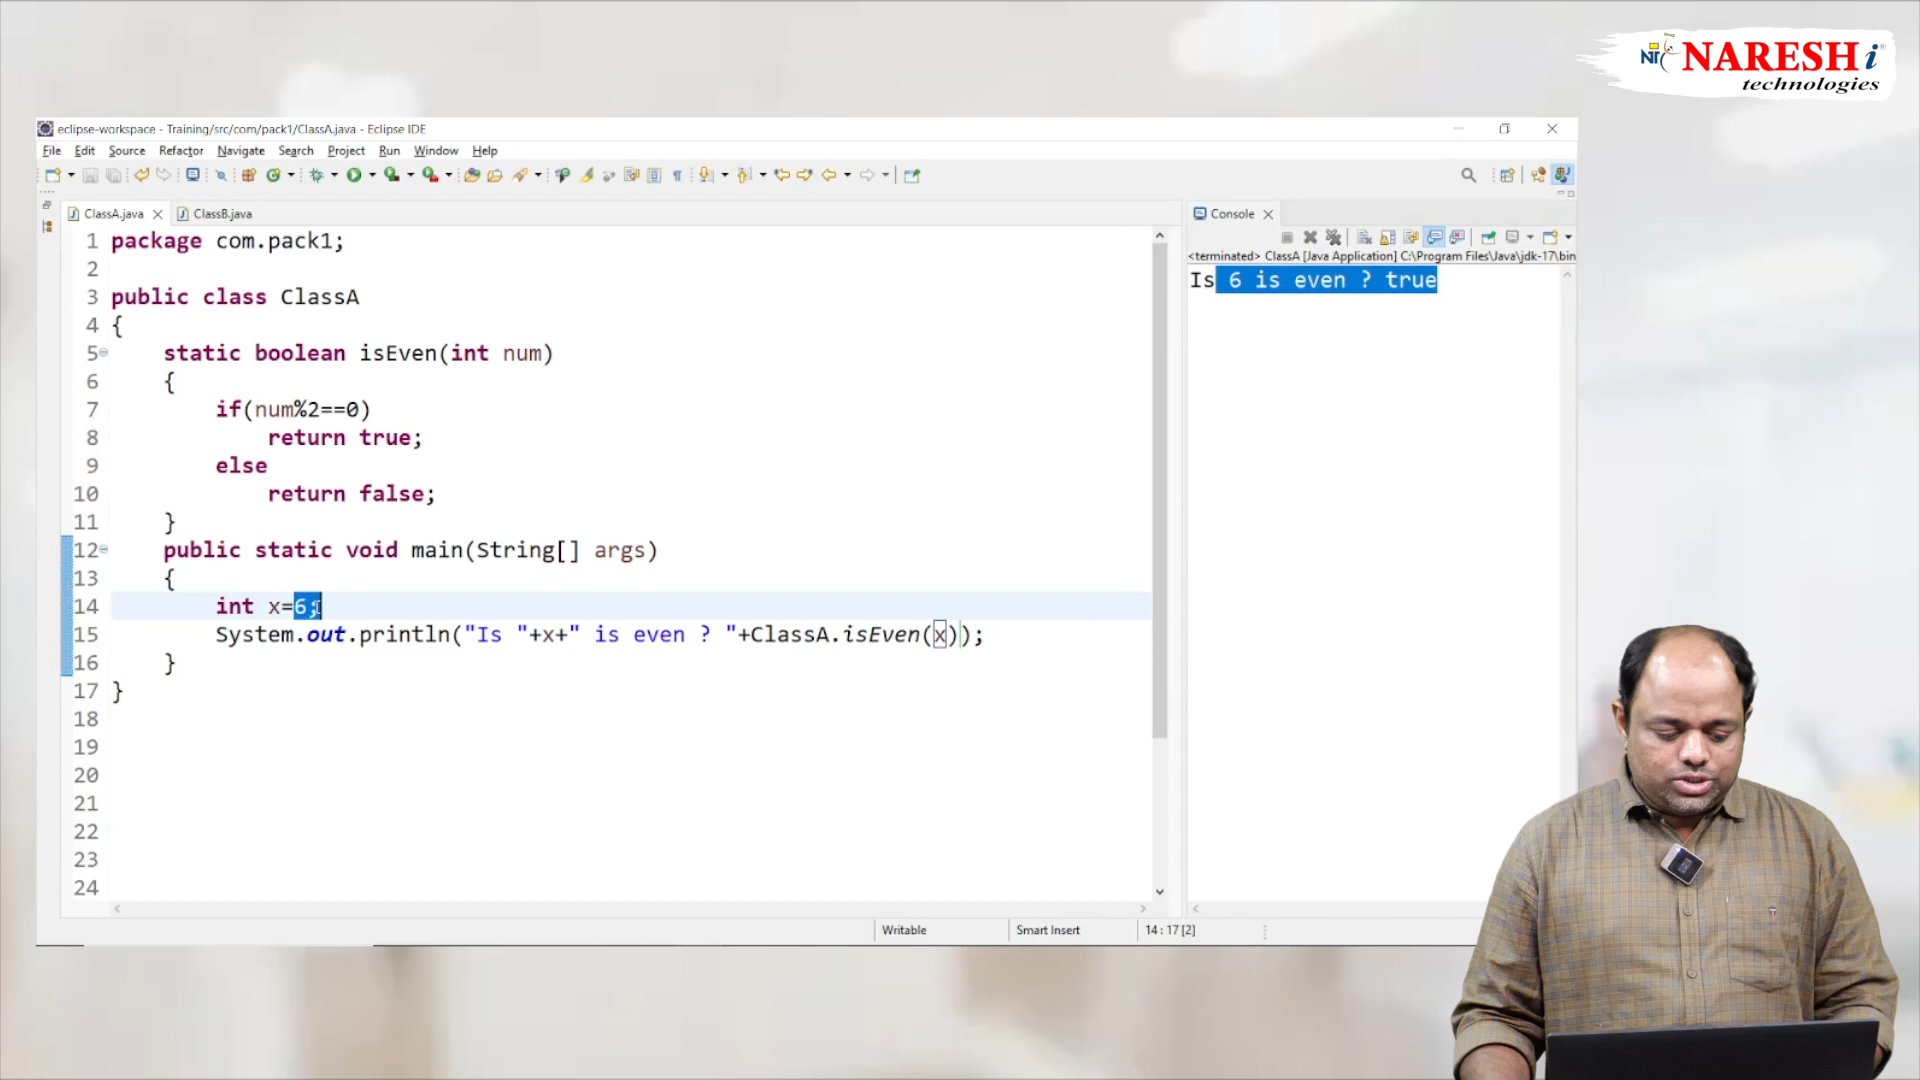 NARESH i
technologies
eclipse-workspace - Training/src/com/pack1/ClassA.java - Eclipse IDE
File Edit Source Refactor Navigate Search Project Run Window Help
ClassA.java ClassB.java
Console
<terminated> ClassA [Java Application] C:\Program Files\Java\jdk-17\bin
Is 6 is even ? true
1 package com.pack1;
2
3 public class ClassA
4 {
5 static boolean isEven(int num)
6 {
7 if(num%2==0)
8 return true;
9 else
10 return false;
11 }
12 public static void main(String[] args)
13 {
14 int x=6;
15 System.out.println("Is "+x+" is even ? "+ClassA.isEven(x));
16 }
17 }
18
19
20
21
22
23
24
Writable Smart Insert 14 : 17 [2]